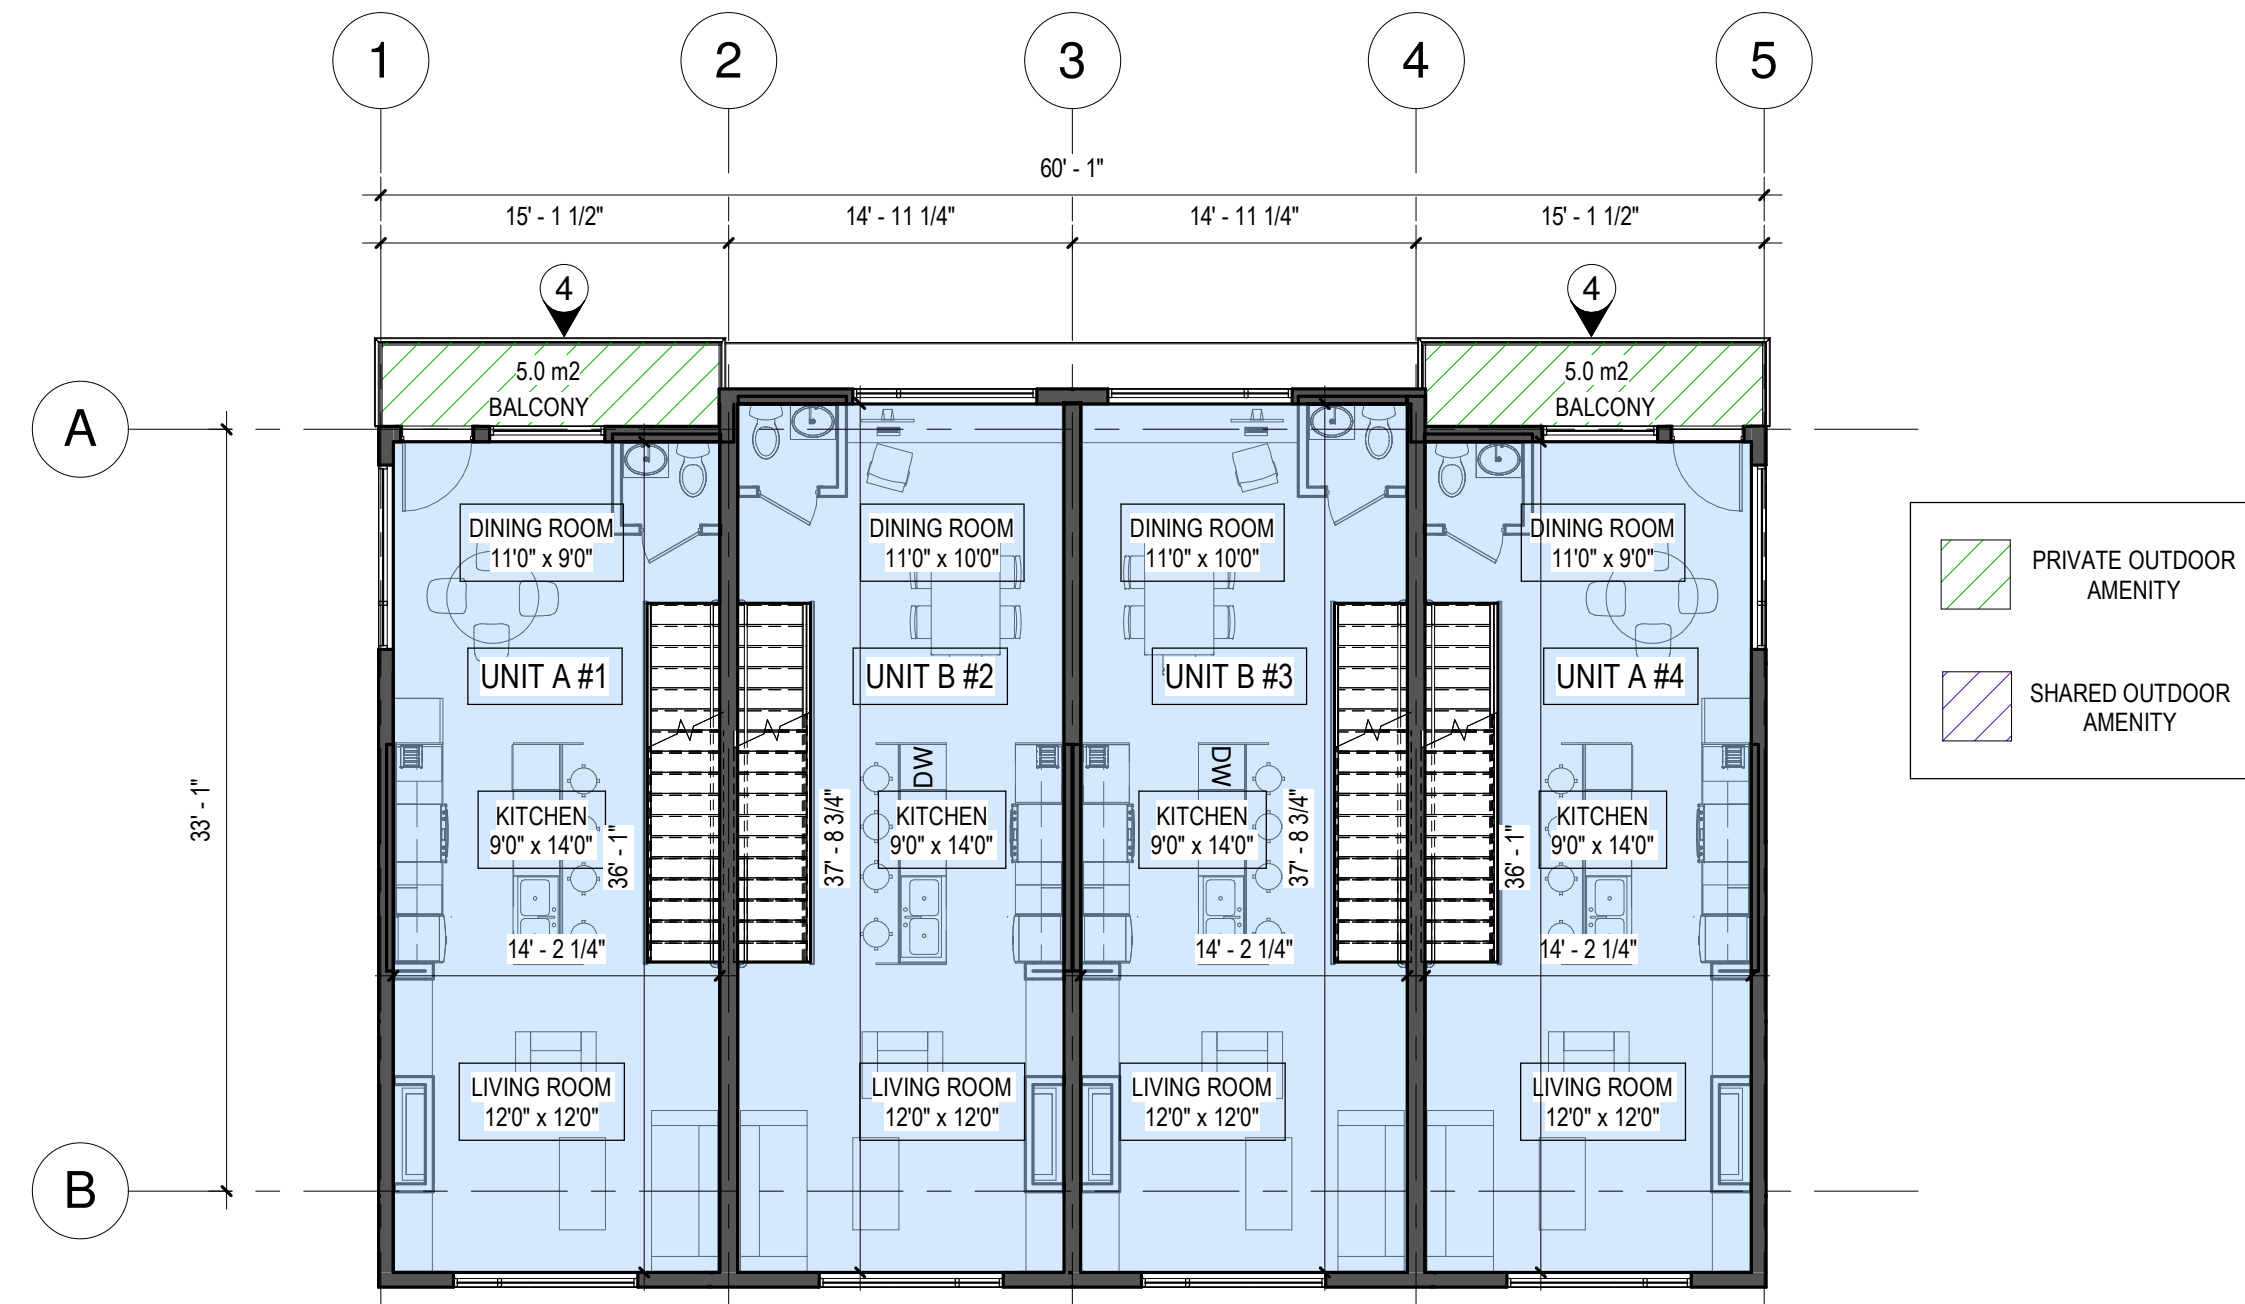 1 2 3 4 5
60' - 1"
15' - 1 1/2" 14' - 11 1/4" 14' - 11 1/4" 15' - 1 1/2"
4 4
5.0 m2 5.0 m2
BALCONY BALCONY
A
DINING ROOM DINING ROOM DINING ROOM DINING ROOM
11'0" x 9'0" 11'0" x 10'0" 11'0" x 10'0" 11'0" x 9'0"
PRIVATE OUTDOOR
AMENITY
UNIT A #1 UNIT B #2 UNIT B #3 UNIT A #4
SHARED OUTDOOR
AMENITY
DW DW
33' - 1"
KITCHEN KITCHEN KITCHEN KITCHEN
9'0" x 14'0" 9'0" x 14'0" 9'0" x 14'0" 9'0" x 14'0"
36' - 1" 37' - 8 3/4" 37' - 8 3/4" 36' - 1"
14' - 2 1/4" 14' - 2 1/4" 14' - 2 1/4"
LIVING ROOM LIVING ROOM LIVING ROOM LIVING ROOM
12'0" x 12'0" 12'0" x 12'0" 12'0" x 12'0" 12'0" x 12'0"
B